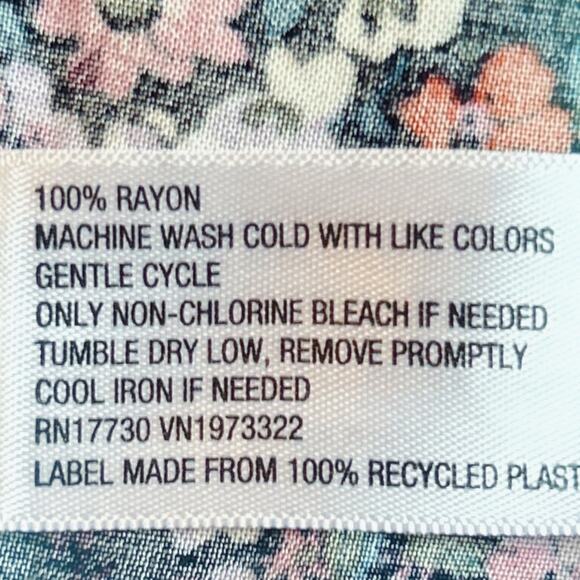 100% RAYON
MACHINE WASH COLD WITH LIKE COLORS
GENTLE CYCLE
ONLY NON-CHLORINE BLEACH IF NEEDED
TUMBLE DRY LOW, REMOVE PROMPTLY
COOL IRON IF NEEDED
RN17730 VN1973322
LABEL MADE FROM 100% RECYCLED PLAST